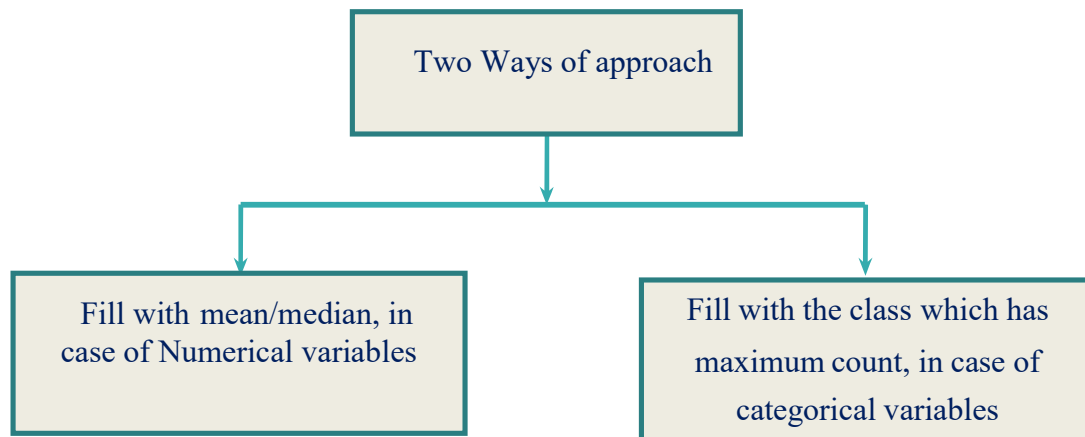 Two Ways of approach
Fill with mean/median, in
case of Numerical variables
Fill with the class which has
maximum count, in case of
categorical variables